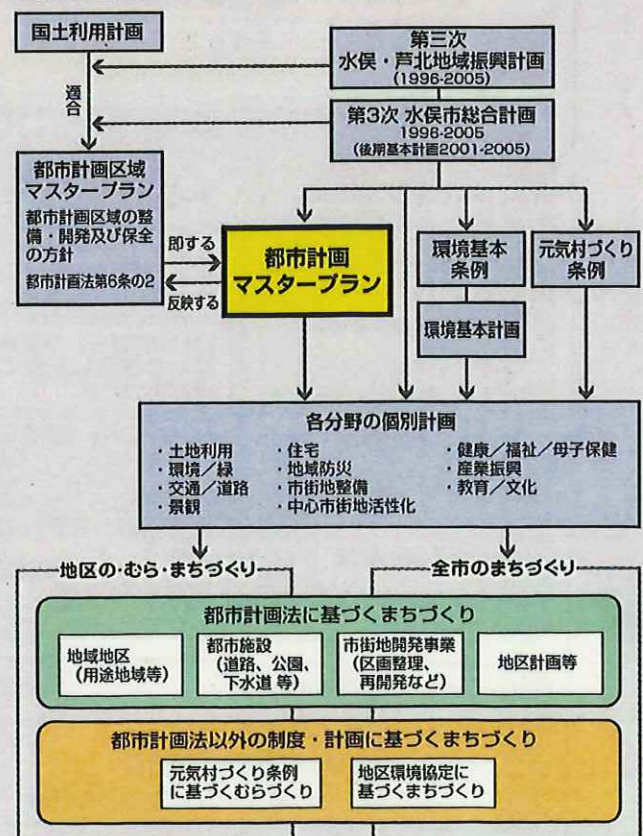 国土利用計画
第三次
水俣・芦北地域振興計画
(1996-2005)
適合
第3次 水俣市総合計画
1996-2005
(後期基本計画2001-2005)
都市計画区域
マスタープラン
都市計画区域の整
備・開発及び保全
の方針
都市計画法第6条の2
即する
反映する
都市計画
マスタープラン
環境基本
条例
元気村づくり
条例
環境基本計画
各分野の個別計画
・土地利用
・環境／緑
・交通／道路
・景観
・住宅
・地域防災
・市街地整備
・中心市街地活性化
・健康／福祉／母子保健
・産業振興
・教育／文化
地区の・むら・まちづくり
全市のまちづくり
都市計画法に基づくまちづくり
地域地区
(用途地域等)
都市施設
(道路、公園、
下水道 等)
市街地開発事業
(区画整理、
再開発など)
地区計画等
都市計画法以外の制度・計画に基づくまちづくり
元気村づくり条例
に基づくむらづくり
地区環境協定に
基づくまちづくり